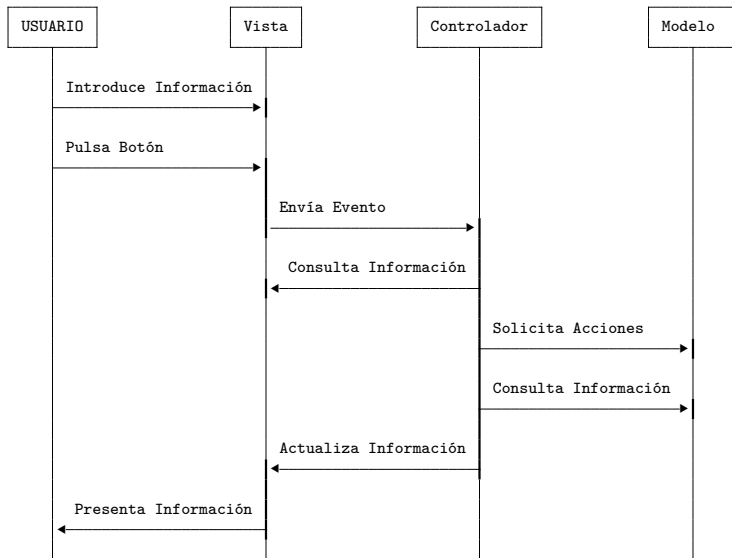 USUARIO
Vista
Controlador
Modelo
Introduce Información
Pulsa Botón
Envía Evento
Consulta Información
Solicita Acciones
Consulta Información
Actualiza Información
Presenta Información